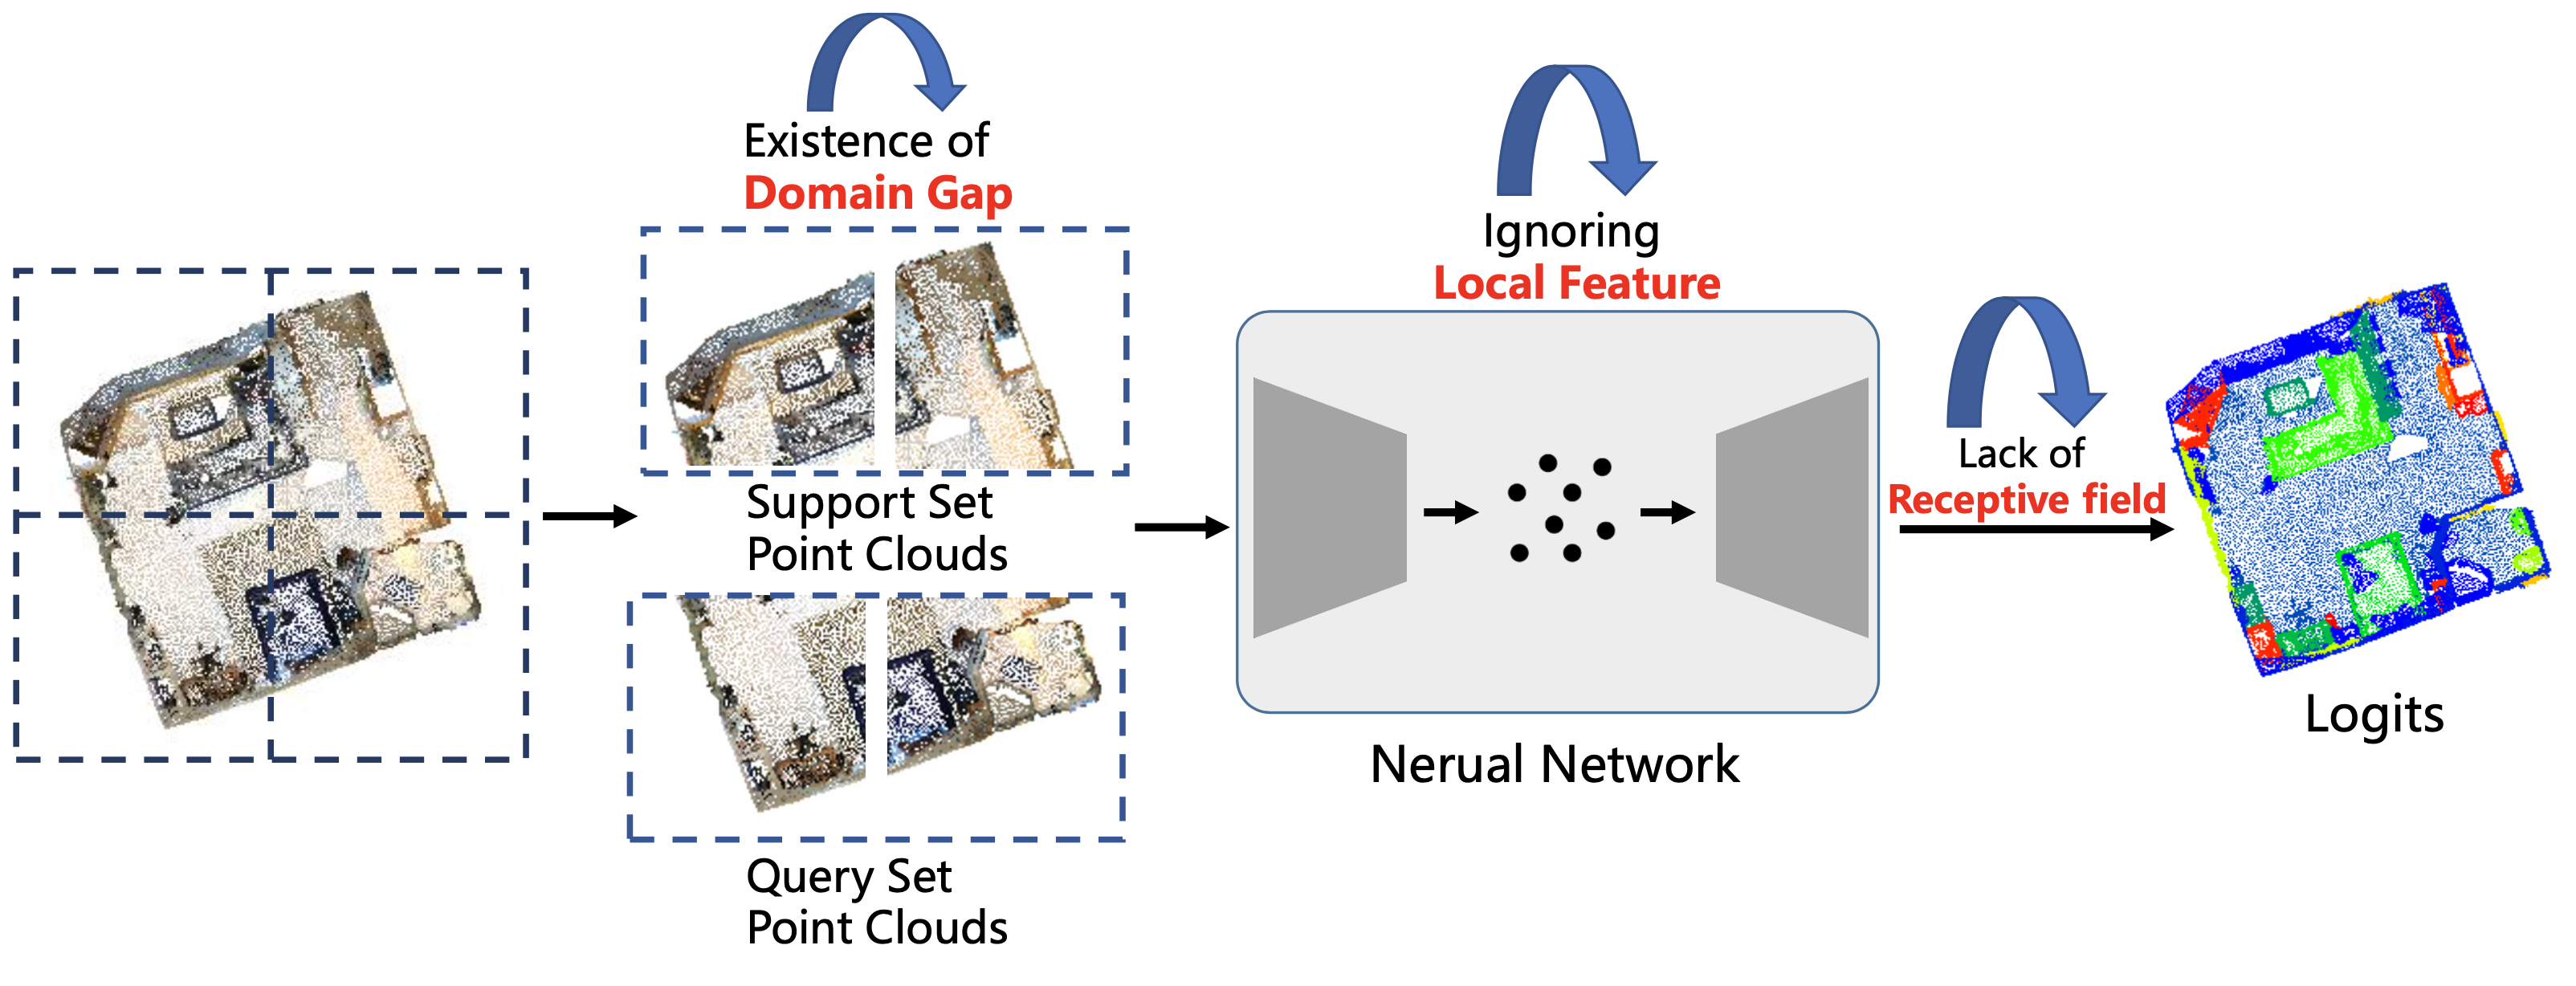 Existence of
Domain Gap
Support Set
Point Clouds
Query Set
Point Clouds
Ignoring
Local Feature
Nerual Network
Lack of
Receptive field
Logits